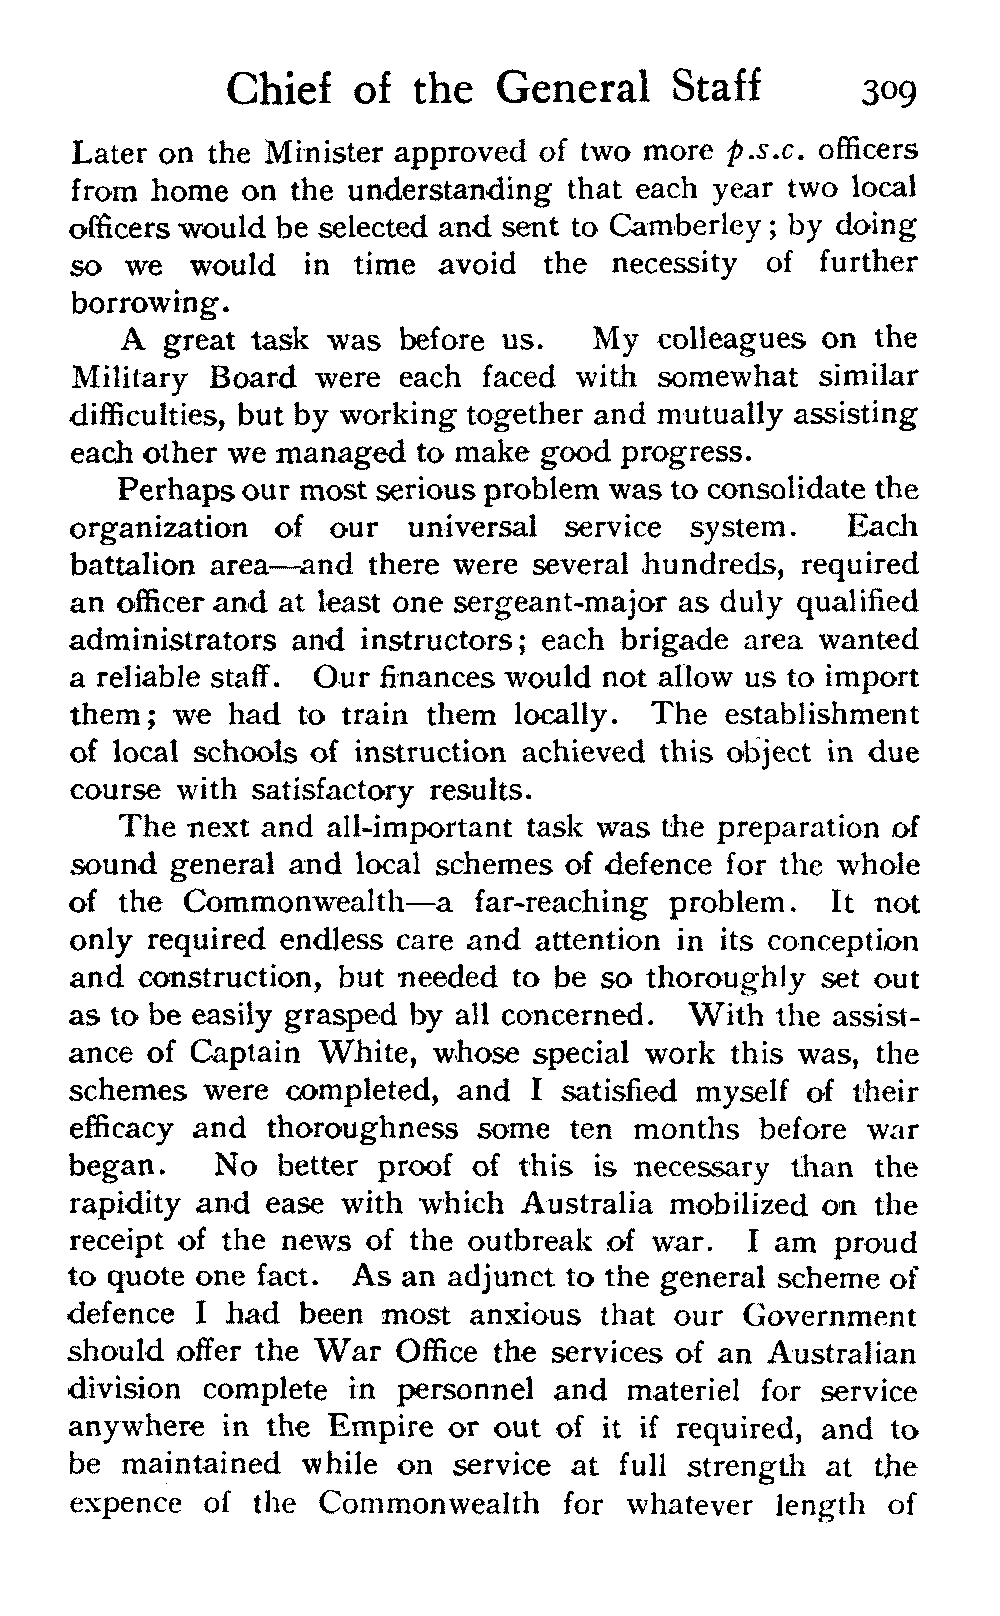 Chief of the General Staff 309
Later on the Minister approved of two more p.s.c. officers
from home on the understanding that each year two local
officers would be selected and sent to Camberley; by doing
so we would in time avoid the necessity of further
borrowing.
A great task was before us. My colleagues on the
Military Board were each faced with somewhat similar
difficulties, but by working together and mutually assisting
each other we managed to make good progress.
Perhaps our most serious problem was to consolidate the
organization of our universal service system. Each
battalion area—and there were several hundreds, required
an officer and at least one sergeant-major as duly qualified
administrators and instructors; each brigade area wanted
a reliable staff. Our finances would not allow us to import
them; we had to train them locally. The establishment
of local schools of instruction achieved this object in due
course with satisfactory results.
The next and all-important task was the preparation of
sound general and local schemes of defence for the whole
of the Commonwealth—a far-reaching problem. It not
only required endless care and attention in its conception
and construction, but needed to be so thoroughly set out
as to be easily grasped by all concerned. With the assist-
ance of Captain White, whose special work this was, the
schemes were completed, and I satisfied myself of their
efficacy and thoroughness some ten months before war
began. No better proof of this is necessary than the
rapidity and ease with which Australia mobilized on the
receipt of the news of the outbreak of war. I am proud
to quote one fact. As an adjunct to the general scheme of
defence I had been most anxious that our Government
should offer the War Office the services of an Australian
division complete in personnel and materiel for service
anywhere in the Empire or out of it if required, and to
be maintained while on service at full strength at the
expence of the Commonwealth for whatever length of